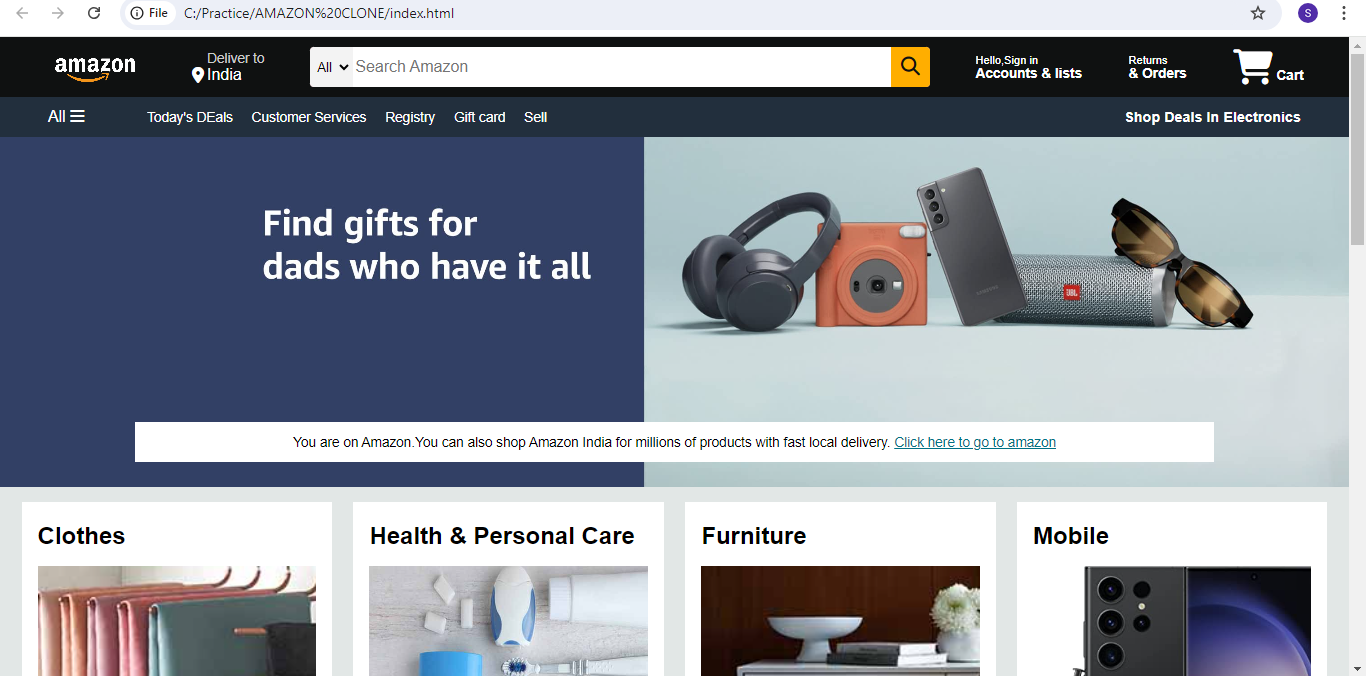 File C:/Practice/AMAZON%20CLONE/index.html S
amazon
Deliver to
India
All Search Amazon
Hello,Sign in
Accounts & lists
Returns
& Orders
Cart
All Today's DEals Customer Services Registry Gift card Sell Shop Deals In Electronics
Find gifts for
dads who have it all
JBL
You are on Amazon.You can also shop Amazon India for millions of products with fast local delivery. Click here to go to amazon
Clothes Health & Personal Care Furniture Mobile